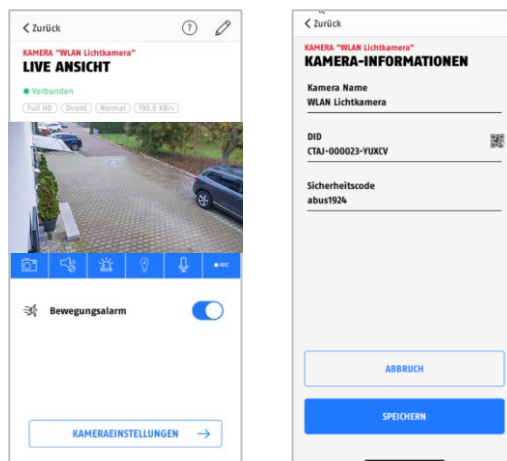 < Zurück
?
KAMERA "WLAN Lichtkamera"
LIVE ANSICHT
Verbunden
Full HD Direkt Normal 193.6 KB/s
REC
Bewegungsalarm
KAMERAEINSTELLUNGEN →
< Zurück
KAMERA "WLAN Lichtkamera"
KAMERA-INFORMATIONEN
Kamera Name
WLAN Lichtkamera
DID
CTAJ-000023-YUXCV
Sicherheitscode
abus1924
ABBRUCH
SPEICHERN